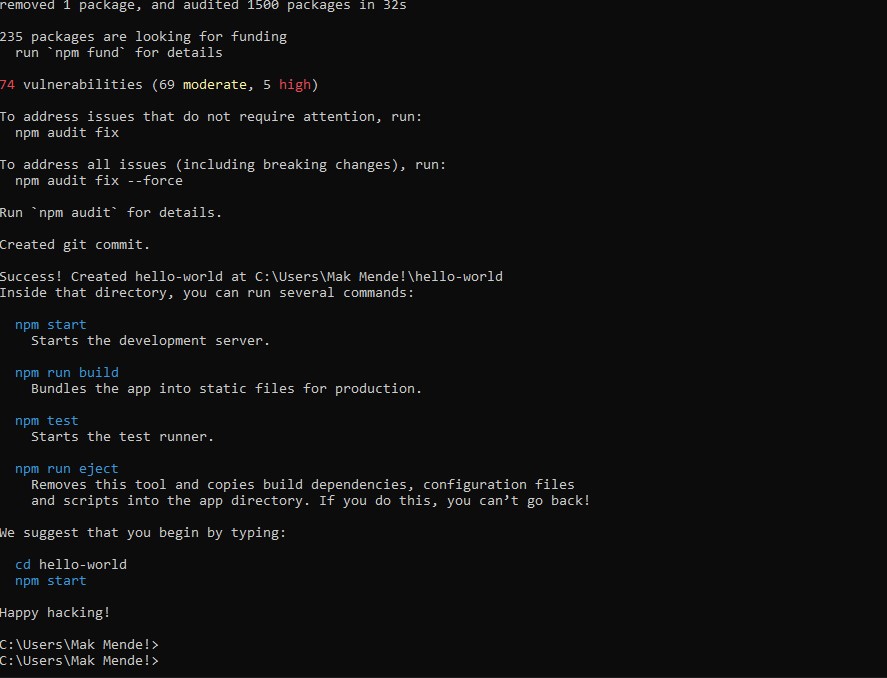 removed 1 package, and audited 1500 packages in 32s
235 packages are looking for funding
run `npm fund` for details
74 vulnerabilities (69 moderate, 5 high)
To address issues that do not require attention, run:
npm audit fix
To address all issues (including breaking changes), run:
npm audit fix --force
Run `npm audit` for details.
Created git commit.
Success! Created hello-world at C:\Users\Mak Mende!\hello-world
Inside that directory, you can run several commands:
npm start
Starts the development server.
npm run build
Bundles the app into static files for production.
npm test
Starts the test runner.
npm run eject
Removes this tool and copies build dependencies, configuration files
and scripts into the app directory. If you do this, you can’t go back!
We suggest that you begin by typing:
cd hello-world
npm start
Happy hacking!
C:\Users\Mak Mende!>
C:\Users\Mak Mende!>